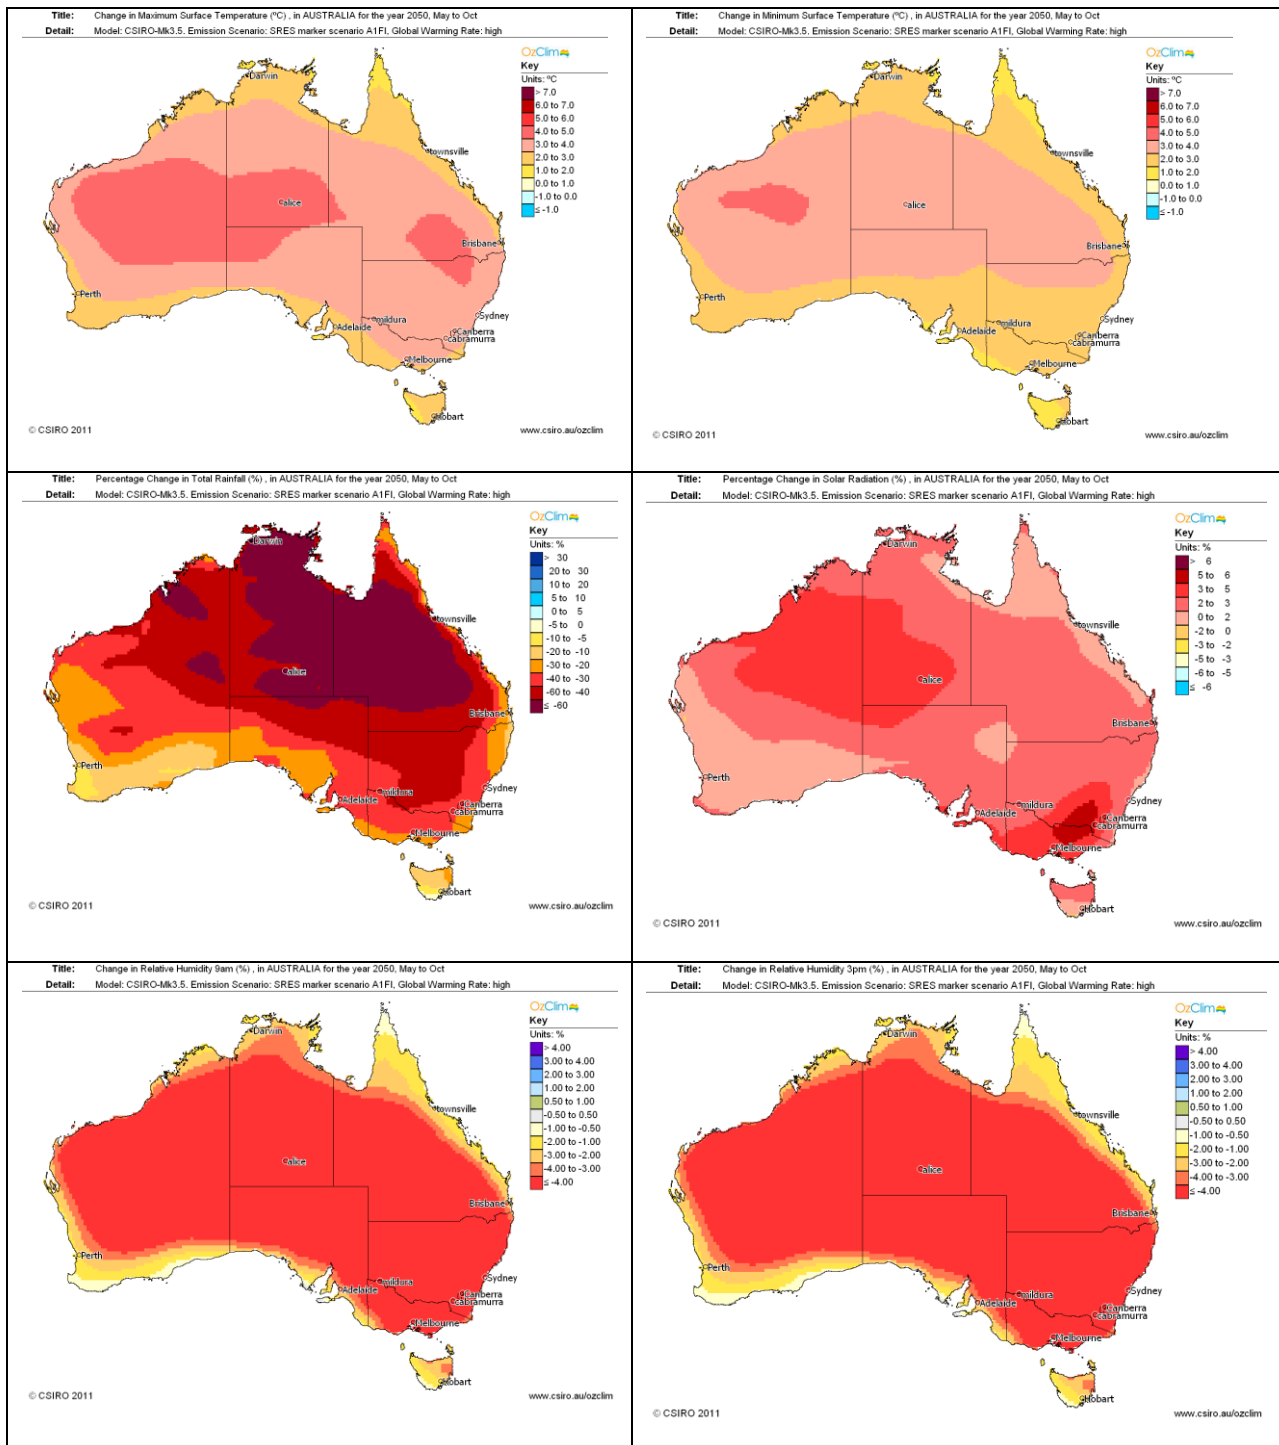 Title: Change in Maximum Surface Temperature (ºC) , in AUSTRALIA for the year 2050, May to Oct
Detail: Model: CSIRO-Mk3.5. Emission Scenario: SRES marker scenario A1FI, Global Warming Rate: high
OzClim
Key
Units: ºC
> 7.0
6.0 to 7.0
5.0 to 6.0
4.0 to 5.0
3.0 to 4.0
2.0 to 3.0
1.0 to 2.0
0.0 to 1.0
-1.0 to 0.0
≤ -1.0
Darwin
townsville
alice
Brisbane
Perth
Sydney
mildura
Adelaide
Canberra
cabramurra
Melbourne
Hobart
© CSIRO 2011
www.csiro.au/ozclim
Title: Change in Minimum Surface Temperature (ºC) , in AUSTRALIA for the year 2050, May to Oct
Detail: Model: CSIRO-Mk3.5. Emission Scenario: SRES marker scenario A1FI, Global Warming Rate: high
OzClim
Key
Units: ºC
> 7.0
6.0 to 7.0
5.0 to 6.0
4.0 to 5.0
3.0 to 4.0
2.0 to 3.0
1.0 to 2.0
0.0 to 1.0
-1.0 to 0.0
≤ -1.0
Darwin
townsville
alice
Brisbane
Perth
Sydney
mildura
Adelaide
Canberra
cabramurra
Melbourne
Hobart
© CSIRO 2011
www.csiro.au/ozclim
Title: Percentage Change in Total Rainfall (%) , in AUSTRALIA for the year 2050, May to Oct
Detail: Model: CSIRO-Mk3.5. Emission Scenario: SRES marker scenario A1FI, Global Warming Rate: high
OzClim
Key
Units: %
> 30
20 to 30
10 to 20
5 to 10
0 to 5
-5 to 0
-10 to -5
-20 to -10
-30 to -20
-40 to -30
-60 to -40
≤ -60
Darwin
townsville
alice
Brisbane
Perth
Sydney
mildura
Adelaide
Canberra
cabramurra
Melbourne
Hobart
© CSIRO 2011
www.csiro.au/ozclim
Title: Percentage Change in Solar Radiation (%) , in AUSTRALIA for the year 2050, May to Oct
Detail: Model: CSIRO-Mk3.5. Emission Scenario: SRES marker scenario A1FI, Global Warming Rate: high
OzClim
Key
Units: %
> 6
5 to 6
3 to 5
2 to 3
0 to 2
-2 to 0
-3 to -2
-5 to -3
-6 to -5
≤ -6
Darwin
townsville
alice
Brisbane
Perth
Sydney
mildura
Adelaide
Canberra
cabramurra
Melbourne
Hobart
© CSIRO 2011
www.csiro.au/ozclim
Title: Change in Relative Humidity 9am (%) , in AUSTRALIA for the year 2050, May to Oct
Detail: Model: CSIRO-Mk3.5. Emission Scenario: SRES marker scenario A1FI, Global Warming Rate: high
OzClim
Key
Units: %
> 4.00
3.00 to 4.00
2.00 to 3.00
1.00 to 2.00
0.50 to 1.00
-0.50 to 0.50
-1.00 to -0.50
-2.00 to -1.00
-3.00 to -2.00
-4.00 to -3.00
≤ -4.00
Darwin
townsville
alice
Brisbane
Perth
Sydney
mildura
Adelaide
Canberra
cabramurra
Melbourne
Hobart
© CSIRO 2011
www.csiro.au/ozclim
Title: Change in Relative Humidity 3pm (%) , in AUSTRALIA for the year 2050, May to Oct
Detail: Model: CSIRO-Mk3.5. Emission Scenario: SRES marker scenario A1FI, Global Warming Rate: high
OzClim
Key
Units: %
> 4.00
3.00 to 4.00
2.00 to 3.00
1.00 to 2.00
0.50 to 1.00
-0.50 to 0.50
-1.00 to -0.50
-2.00 to -1.00
-3.00 to -2.00
-4.00 to -3.00
≤ -4.00
Darwin
townsville
alice
Brisbane
Perth
Sydney
mildura
Adelaide
Canberra
cabramurra
Melbourne
Hobart
© CSIRO 2011
www.csiro.au/ozclim